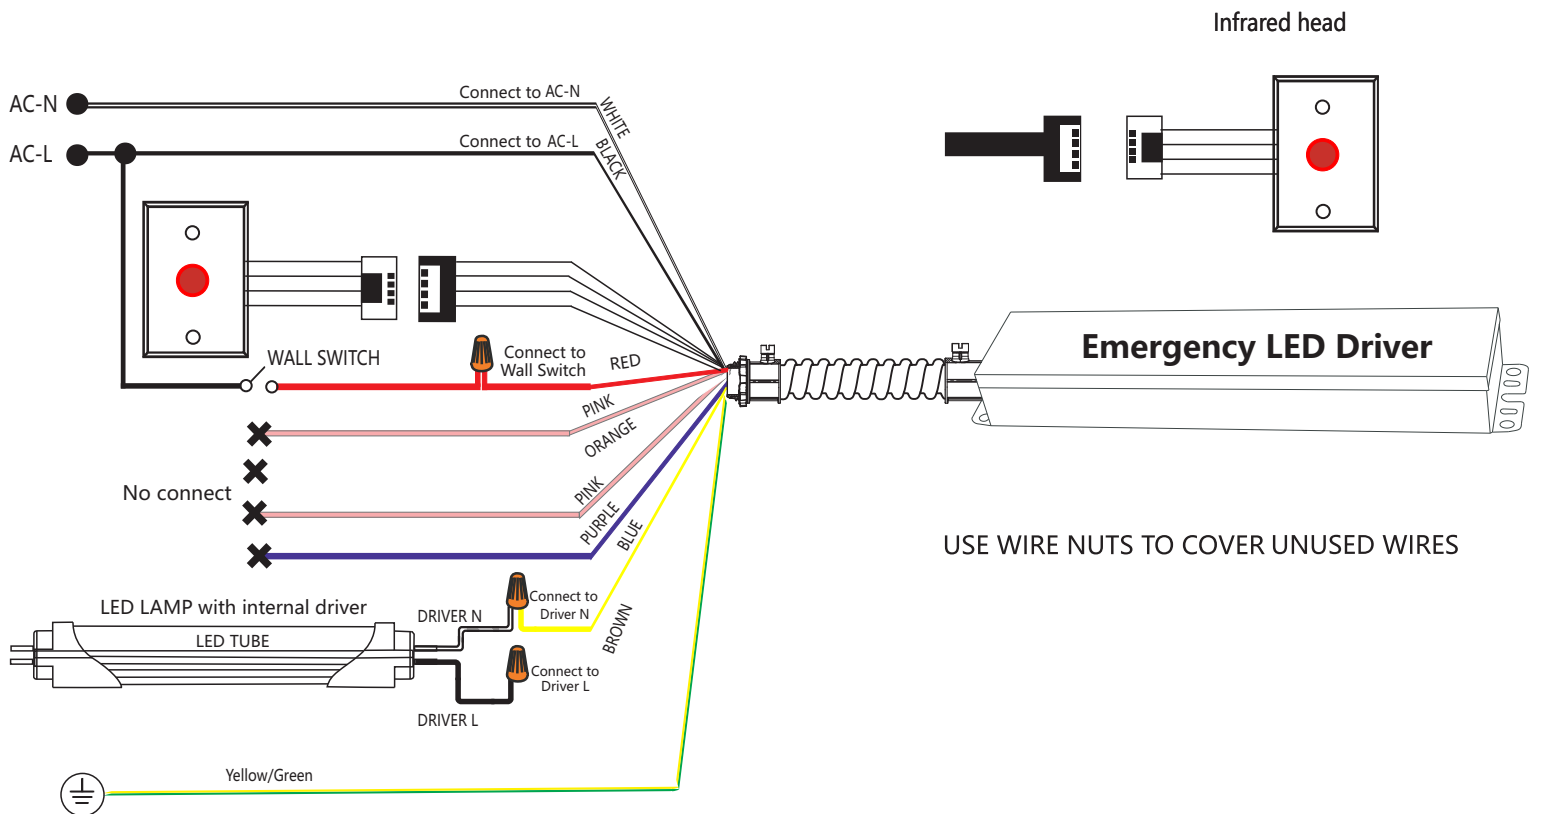 Infrared head
AC-N
Connect to AC-N
WHITE
AC-L
Connect to AC-L
BLACK
WALL SWITCH
Connect to
Wall Switch
RED
Emergency LED Driver
PINK
ORANGE
No connect
PINK
PURPLE
BLUE
USE WIRE NUTS TO COVER UNUSED WIRES
LED LAMP with internal driver
LED TUBE
DRIVER N
Connect to
Driver N
BROWN
Connect to
Driver L
DRIVER L
Yellow/Green